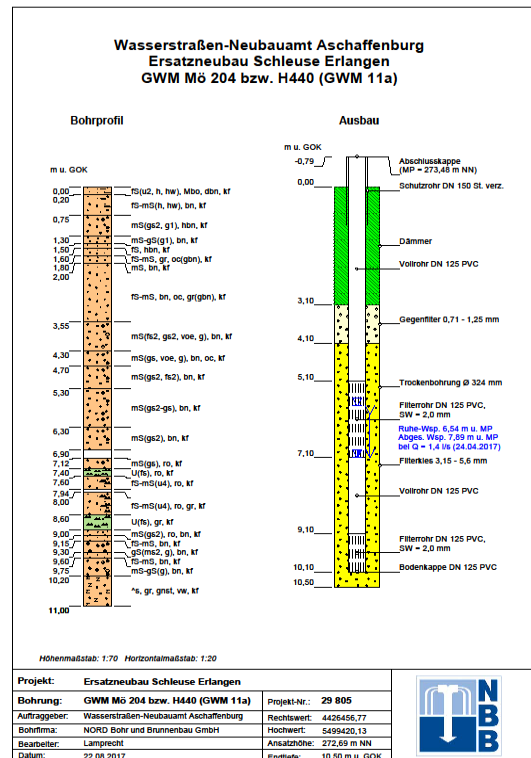 Wasserstraßen-Neubauamt Aschaffenburg
Ersatzneubau Schleuse Erlangen
GWM Mö 204 bzw. H440 (GWM 11a)
Bohrprofil
m u. GOK
0,00
0,20
0,75
1,30
1,50
1,60
1,80
2,00
3,55
4,30
4,70
5,30
6,30
6,90
7,12
7,40
7,60
7,94
8,00
8,60
9,00
9,15
9,30
9,60
9,75
10,20
11,00
fS(u2, h, hw), Mbo, dbn, kf
fS-mS(h, hw), bn, kf
mS(gs2, g1), hbn, kf
mS-gS(g1), bn, kf
fS, hbn, kf
fS-mS, gr, oc(gbn), kf
mS, bn, kf
fS-mS, bn, oc, gr(gbn), kf
mS(fs2, gs2, voe, g), bn, kf
mS(gs, voe, g), bn, oc, kf
mS(gs2, fs2), bn, kf
mS(gs2-gs), bn, kf
mS(gs2), bn, kf
mS(gs), ro, kf
U(fs), ro, kf
fS-mS(u4), ro, kf
fS-mS(u4), ro, gr, kf
U(fs), gr, kf
mS(gs2), ro, bn, kf
fS-mS, bn, kf
gS(ms2, g), bn, kf
fS-mS, bn, kf
mS-gS(g), bn, kf
^s, gr, gnst, vw, kf
Ausbau
m u. GOK
-0,79
0,00
3,10
4,10
5,10
7,10
9,10
10,10
10,50
Abschlusskappe
(MP = 273,48 m NN)
Schutzrohr DN 150 St. verz.
Dämmer
Vollrohr DN 125 PVC
Gegenfilter 0,71 - 1,25 mm
Trockenbohrung Ø 324 mm
Filterrohr DN 125 PVC,
SW = 2,0 mm
Ruhe-Wsp. 6,54 m u. MP
Abges. Wsp. 7,89 m u. MP
bei Q = 1,4 l/s (24.04.2017)
Filterkies 3,15 - 5,6 mm
Vollrohr DN 125 PVC
Filterrohr DN 125 PVC,
SW = 2,0 mm
Bodenkappe DN 125 PVC
Höhenmaßstab: 1:70 Horizontalmaßstab: 1:20
Projekt: Ersatzneubau Schleuse Erlangen
Bohrung: GWM Mö 204 bzw. H440 (GWM 11a) Projekt-Nr.: 29 805
Auftraggeber: Wasserstraßen-Neubauamt Aschaffenburg Rechtswert: 4426456,77
Bohrfirma: NORD Bohr und Brunnenbau GmbH Hochwert: 5499420,13
Bearbeiter: Lamprecht Ansatzhöhe: 272,69 m NN
Datum: 22.08.2017 Endtiefe: 10,50 m u. GOK
NBB